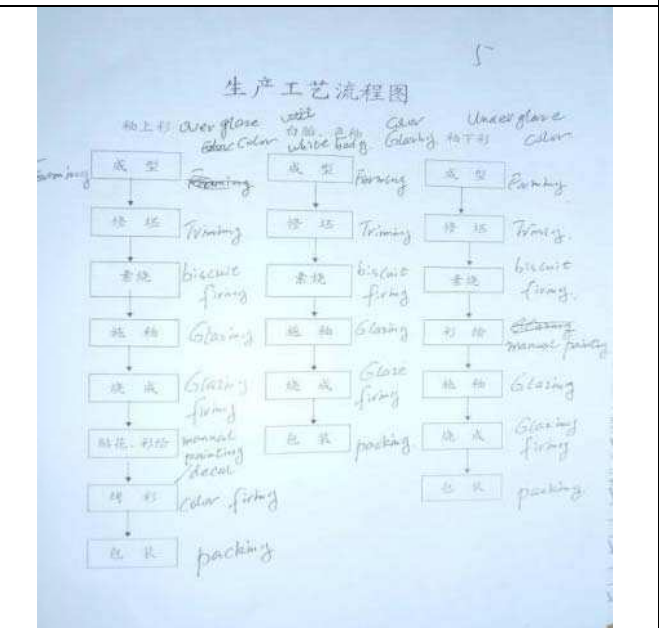 5
生产工艺流程图
釉上彩 Over glaze Color
白胎、色釉 white body Color Glazing
釉下彩 Underglaze color
成型 Forming
修坯 Triming
素烧 biscuit firing
施釉 Glazing
烧成 Glazing firing
贴花、彩绘 manual painting / decal
烤彩 Color firing
包装 packing
成型 Forming
修坯 Triming
素烧 biscuit firing
施釉 Glazing
烧成 Glaze firing
包装 packing.
成型 Forming
修坯 Triming.
素烧 biscuit firing.
彩绘 manual painting
施釉 Glazing
烧成 Glazing firing
包装 packing